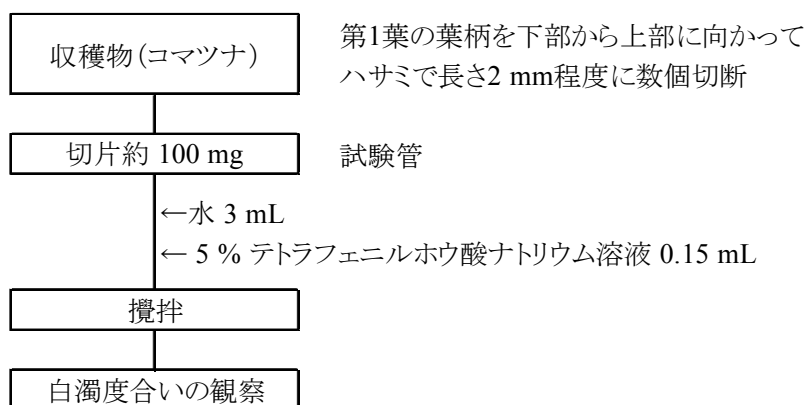 収穫物（コマツナ）
第1葉の葉柄を下部から上部に向かって
ハサミで長さ2 mm程度に数個切断
切片約 100 mg
試験管
←水 3 mL
← 5 % テトラフェニルホウ酸ナトリウム溶液 0.15 mL
攪拌
白濁度合いの観察